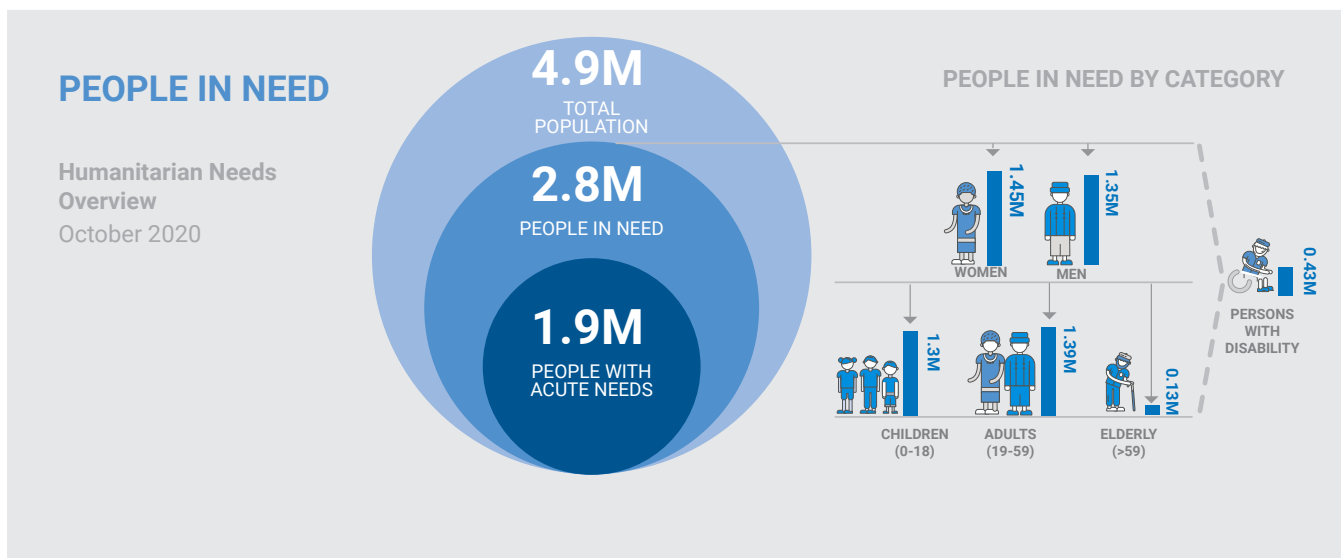 PEOPLE IN NEED
Humanitarian Needs
Overview
October 2020
4.9M
TOTAL
POPULATION
2.8M
PEOPLE IN NEED
1.9M
PEOPLE WITH
ACUTE NEEDS
PEOPLE IN NEED BY CATEGORY
1.45M
WOMEN
1.35M
MEN
1.3M
CHILDREN
(0-18)
1.39M
ADULTS
(19-59)
0.13M
ELDERLY
(>59)
0.43M
PERSONS
WITH
DISABILITY